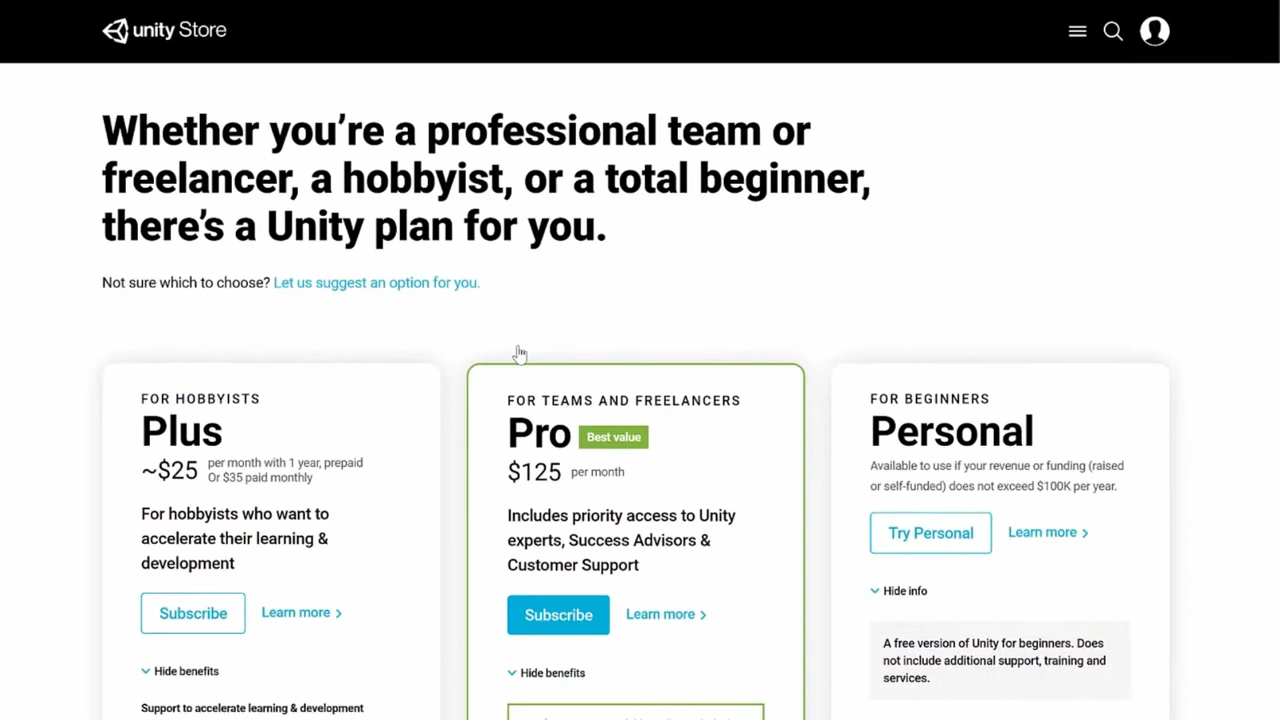 unity Store
Whether you’re a professional team or
freelancer, a hobbyist, or a total beginner,
there’s a Unity plan for you.
Not sure which to choose? Let us suggest an option for you.
FOR HOBBYISTS
Plus
~$25 per month with 1 year, prepaid
Or $35 paid monthly
For hobbyists who want to
accelerate their learning &
development
Subscribe Learn more >
Hide benefits
Support to accelerate learning & development
FOR TEAMS AND FREELANCERS
Pro Best value
$125 per month
Includes priority access to Unity
experts, Success Advisors &
Customer Support
Subscribe Learn more >
Hide benefits
FOR BEGINNERS
Personal
Available to use if your revenue or funding (raised
or self-funded) does not exceed $100K per year.
Try Personal Learn more >
Hide info
A free version of Unity for beginners. Does
not include additional support, training and
services.